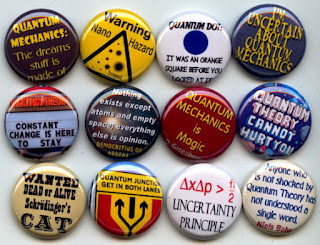 QUANTUM
MECHANICS:
The dreams
stuff is
made of
Warning
Nano Hazard
QUANTUM DOT:
IT WAS AN ORANGE
SQUARE BEFORE YOU
LOOKED AT IT
UNCERTAIN
ABOUT
QUANTUM
MECHANICS
CONSTANT
CHANGE IS HERE
TO STAY
Nothing
exists except
atoms and empty
space; everything
else is opinion.
DEMOCRITUS OF
QUANTUM
MECHANICS
is
Magic
QUANTUM
THEORY
CANNOT
HURT YOU
WANTED
DEAD or ALIVE
Schrödinger's
CAT
QUANTUM JUNCTION
GET IN BOTH LANES
ΔxΔp > ħ/2
UNCERTAINTY
PRINCIPLE
Anyone who
is not shocked by
Quantum Theory has
not understood a
single word.
Niels Bohr